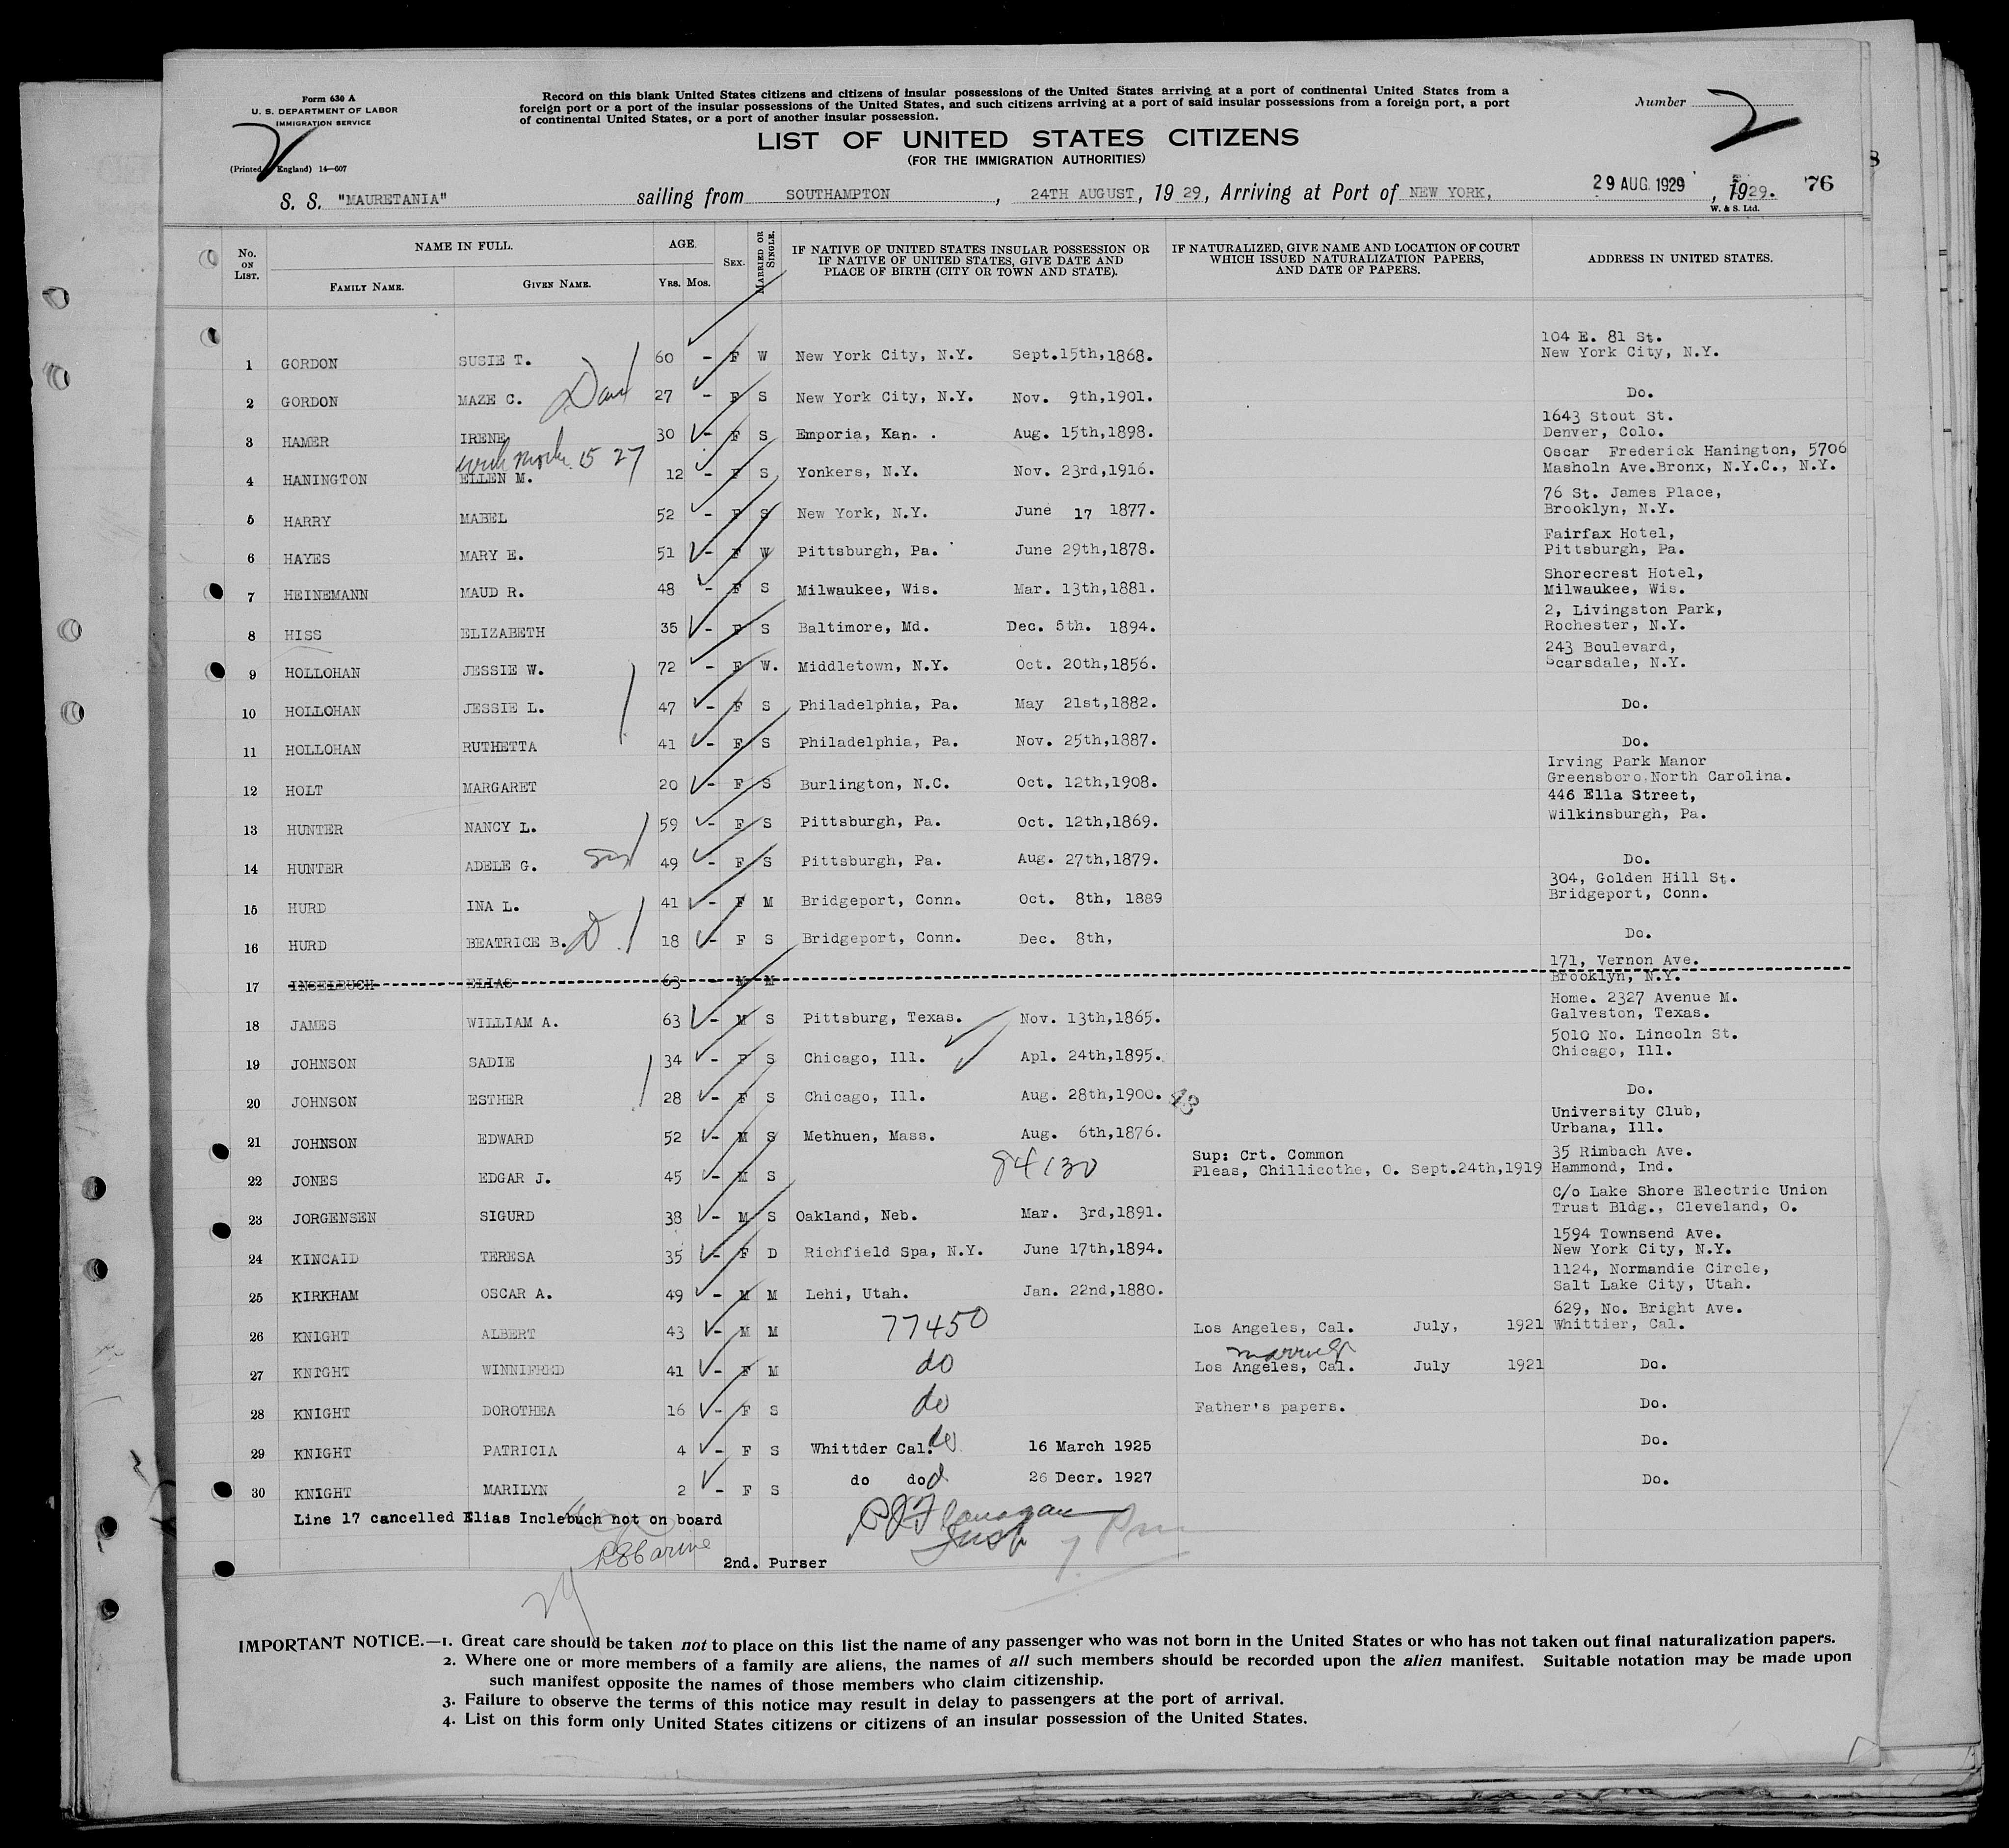 Form 630 A
U. S. DEPARTMENT OF LABOR
IMMIGRATION SERVICE
(Printed England) 14—607
Record on this blank United States citizens and citizens of insular possessions of the United States arriving at a port of continental United States from a
foreign port or a port of the insular possessions of the United States, and such citizens arriving at a port of said insular possessions from a foreign port, a port
of continental United States, or a port of another insular possession.
Number 2
LIST OF UNITED STATES CITIZENS
(FOR THE IMMIGRATION AUTHORITIES)
S. S. "MAURETANIA" sailing from SOUTHAMPTON , 24TH AUGUST, 19 29, Arriving at Port of NEW YORK, 29 AUG 1929 , 1929. 76
W. & S. Ltd.
No. ON LIST. NAME IN FULL. FAMILY NAME. GIVEN NAME. AGE. Yrs. Mos. SEX. MARRIED OR SINGLE. IF NATIVE OF UNITED STATES INSULAR POSSESSION OR IF NATIVE OF UNITED STATES, GIVE DATE AND PLACE OF BIRTH (CITY OR TOWN AND STATE). IF NATURALIZED, GIVE NAME AND LOCATION OF COURT WHICH ISSUED NATURALIZATION PAPERS, AND DATE OF PAPERS. ADDRESS IN UNITED STATES.
104 E. 81 St.
1 GORDON SUSIE T. 60 - F W New York City, N.Y. Sept.15th,1868. New York City, N.Y.
2 GORDON MAZE C. 27 - F S New York City, N.Y. Nov. 9th,1901. Do.
1643 Stout St.
3 HAMER IRENE 30 - F S Emporia, Kan. . Aug. 15th,1898. Denver, Colo.
15 27 Oscar Frederick Hanington, 5706
4 HANINGTON ELLEN M. 12 - F S Yonkers, N.Y. Nov. 23rd,1916. Masholn Ave.Bronx, N.Y.C., N.Y.
76 St. James Place,
5 HARRY MABEL 52 - F S New York, N.Y. June 17 1877. Brooklyn, N.Y.
Fairfax Hotel,
6 HAYES MARY E. 51 - F W Pittsburgh, Pa. June 29th,1878. Pittsburgh, Pa.
Shorecrest Hotel,
7 HEINEMANN MAUD R. 48 - F S Milwaukee, Wis. Mar. 13th,1881. Milwaukee, Wis.
2, Livingston Park,
8 HISS ELIZABETH 35 - F S Baltimore, Md. Dec. 5th. 1894. Rochester, N.Y.
243 Boulevard,
9 HOLLOHAN JESSIE W. 72 - F W. Middletown, N.Y. Oct. 20th,1856. Scarsdale, N.Y.
10 HOLLOHAN JESSIE L. 47 - F S Philadelphia, Pa. May 21st,1882. Do.
11 HOLLOHAN RUTHETTA 41 - F S Philadelphia, Pa. Nov. 25th,1887. Do.
Irving Park Manor
12 HOLT MARGARET 20 - F S Burlington, N.C. Oct. 12th,1908. Greensboro,North Carolina.
446 Ella Street,
13 HUNTER NANCY L. 59 - F S Pittsburgh, Pa. Oct. 12th,1869. Wilkinsburgh, Pa.
14 HUNTER ADELE G. 49 - F S Pittsburgh, Pa. Aug. 27th,1879. Do.
304, Golden Hill St.
15 HURD INA L. 41 - F M Bridgeport, Conn. Oct. 8th, 1889 Bridgeport, Conn.
16 HURD BEATRICE B. D 18 - F S Bridgeport, Conn. Dec. 8th, Do.
171, Vernon Ave.
17 INSELBUCH ELIAS 63 - M M Brooklyn, N.Y.
Home. 2327 Avenue M.
18 JAMES WILLIAM A. 63 - M S Pittsburg, Texas. Nov. 13th,1865. Galveston, Texas.
5010 No. Lincoln St.
19 JOHNSON SADIE 34 - F S Chicago, Ill. Apl. 24th,1895. Chicago, Ill.
20 JOHNSON ESTHER 28 - F S Chicago, Ill. Aug. 28th,1900. Do.
University Club,
21 JOHNSON EDWARD 52 - M S Methuen, Mass. Aug. 6th,1876. Urbana, Ill.
84130 Sup: Crt. Common 35 Rimbach Ave.
22 JONES EDGAR J. 45 - M S Pleas, Chillicothe, O. Sept.24th,1919 Hammond, Ind.
C/o Lake Shore Electric Union
23 JORGENSEN SIGURD 38 - M S Oakland, Neb. Mar. 3rd,1891. Trust Bldg., Cleveland, O.
1594 Townsend Ave.
24 KINCAID TERESA 35 - F D Richfield Spa, N.Y. June 17th,1894. New York City, N.Y.
1124, Normandie Circle,
25 KIRKHAM OSCAR A. 49 - M M Lehi, Utah. Jan. 22nd,1880. Salt Lake City, Utah.
629, No. Bright Ave.
26 KNIGHT ALBERT 43 - M M 77450 Los Angeles, Cal. July, 1921 Whittier, Cal.
27 KNIGHT WINNIFRED 41 - F M do Los Angeles, Cal. July 1921 Do.
28 KNIGHT DOROTHEA 16 - F S do Father's papers. Do.
29 KNIGHT PATRICIA 4 - F S Whittder Cal. do 16 March 1925 Do.
30 KNIGHT MARILYN 2 - F S do do 26 Decr. 1927 Do.
Line 17 cancelled Elias Inclebuch not on board
2nd. Purser
IMPORTANT NOTICE.—1. Great care should be taken not to place on this list the name of any passenger who was not born in the United States or who has not taken out final naturalization papers.
2. Where one or more members of a family are aliens, the names of all such members should be recorded upon the alien manifest. Suitable notation may be made upon
such manifest opposite the names of those members who claim citizenship.
3. Failure to observe the terms of this notice may result in delay to passengers at the port of arrival.
4. List on this form only United States citizens or citizens of an insular possession of the United States.